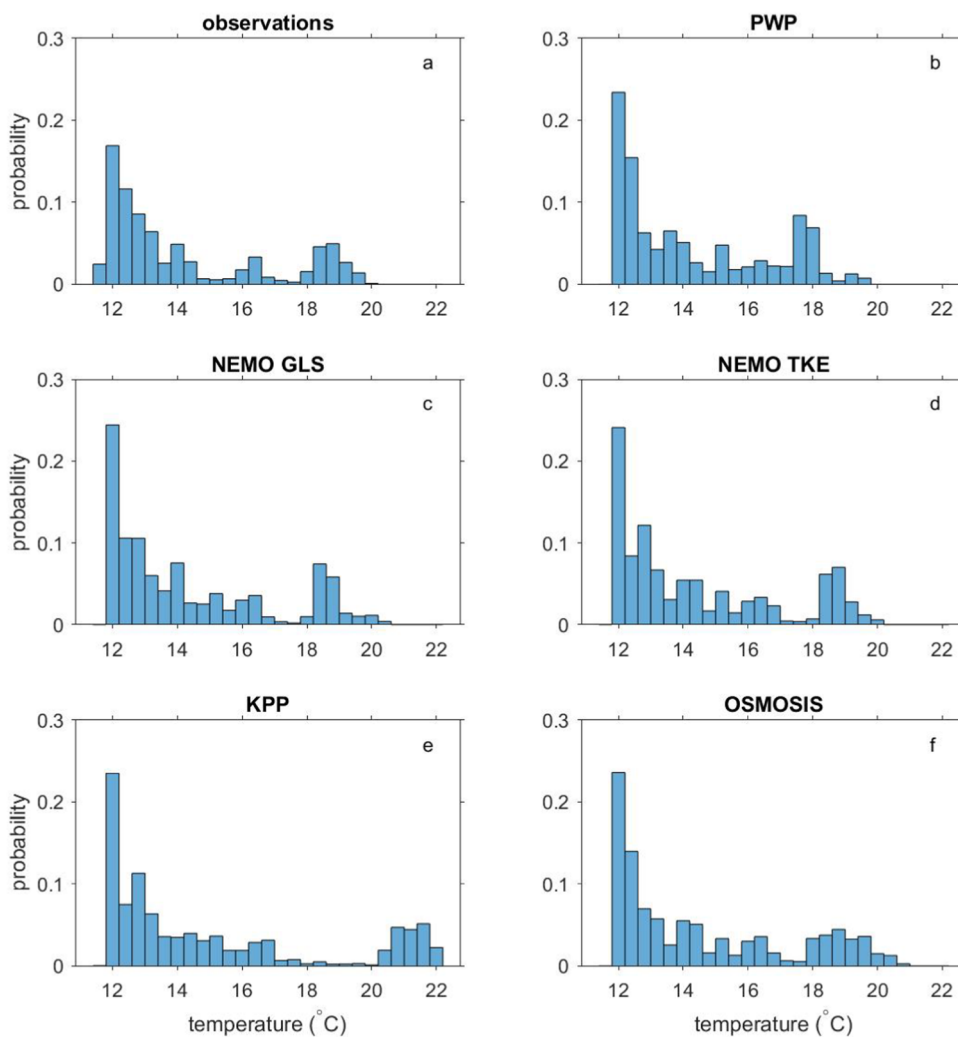 observations
a
0.3
0.2
0.1
0
probability
12 14 16 18 20 22
PWP
b
0.3
0.2
0.1
0
12 14 16 18 20 22
NEMO GLS
c
0.3
0.2
0.1
0
probability
12 14 16 18 20 22
NEMO TKE
d
0.3
0.2
0.1
0
12 14 16 18 20 22
KPP
e
0.3
0.2
0.1
0
probability
12 14 16 18 20 22
temperature (°C)
OSMOSIS
f
0.3
0.2
0.1
0
12 14 16 18 20 22
temperature (°C)